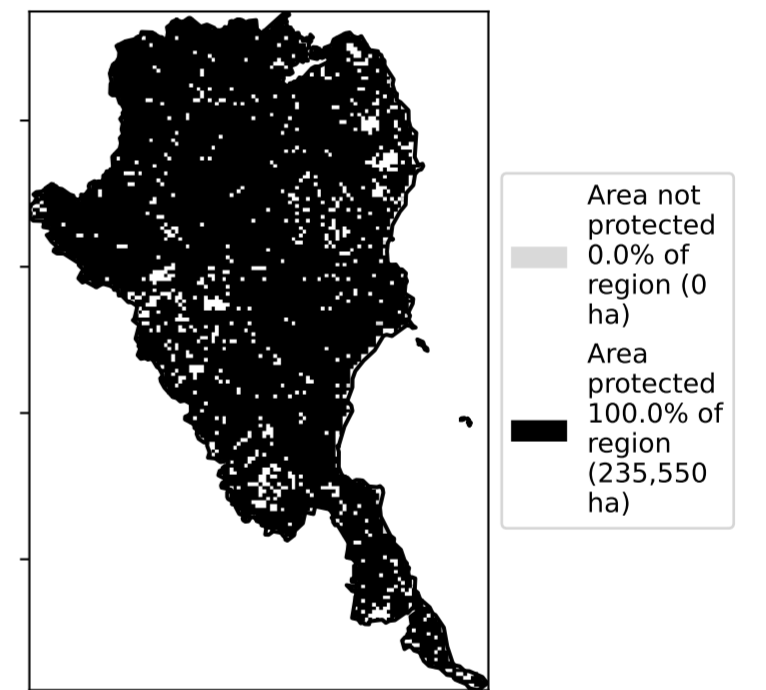 Area not
protected
0.0% of
region (0
ha)
Area
protected
100.0% of
region
(235,550
ha)